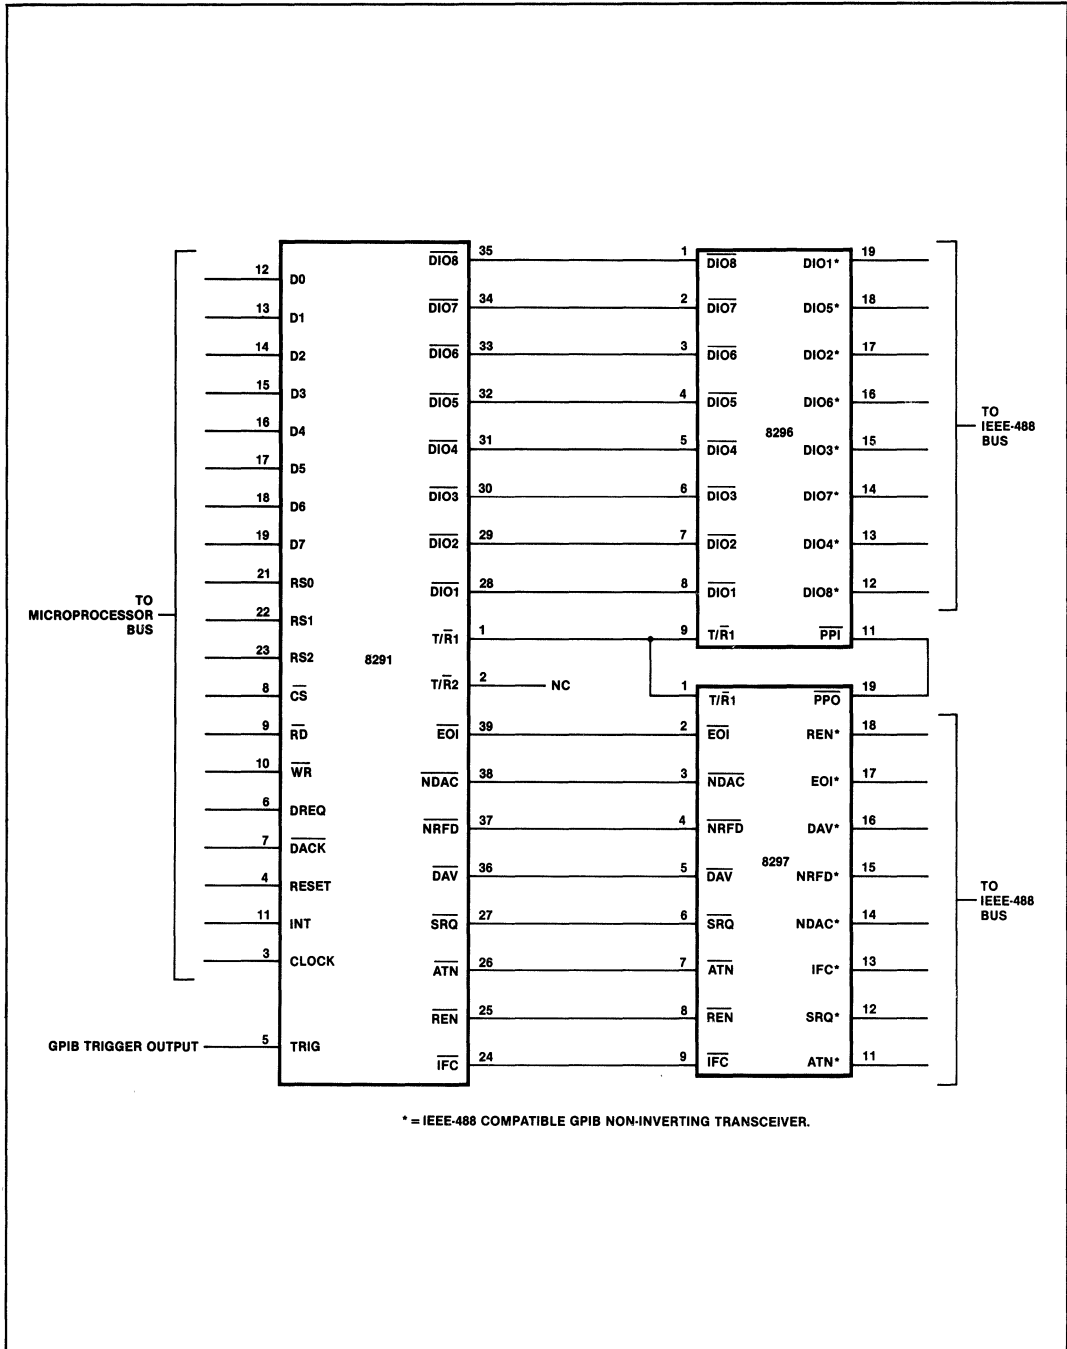 35 1 19
DIO8 DIO8 DIO1*
12 D0
34 2 18
DIO7 DIO7 DIO5*
13 D1
33 3 17
14 D2 DIO6 DIO6 DIO2*
32 4 16
15 D3 DIO5 DIO5 DIO6*
TO
IEEE-488
BUS
8296
31 5 15
16 D4 DIO4 DIO4 DIO3*
30 6 14
17 D5 DIO3 DIO3 DIO7*
18 D6
29 7 13
19 D7 DIO2 DIO2 DIO4*
28 8 12
21 RS0 DIO1 DIO1 DIO8*
TO
MICROPROCESSOR
BUS
22 RS1
1 9 11
T/R1 T/R1 PPI
23 RS2
8291
2
T/R2 NC
8 CS
1 19
T/R1 PPO
39 2 18
9 RD EOI EOI REN*
38 3 17
10 WR NDAC NDAC EOI*
6 DREQ
37 4 16
NRFD NRFD DAV*
7 DACK
8297
36 5 15
DAV DAV NRFD*
4 RESET
TO
IEEE-488
BUS
27 6 14
11 INT SRQ SRQ NDAC*
26 7 13
3 CLOCK ATN ATN IFC*
25 8 12
REN REN SRQ*
GPIB TRIGGER OUTPUT 5 TRIG
24 9 11
IFC IFC ATN*
* = IEEE-488 COMPATIBLE GPIB NON-INVERTING TRANSCEIVER.